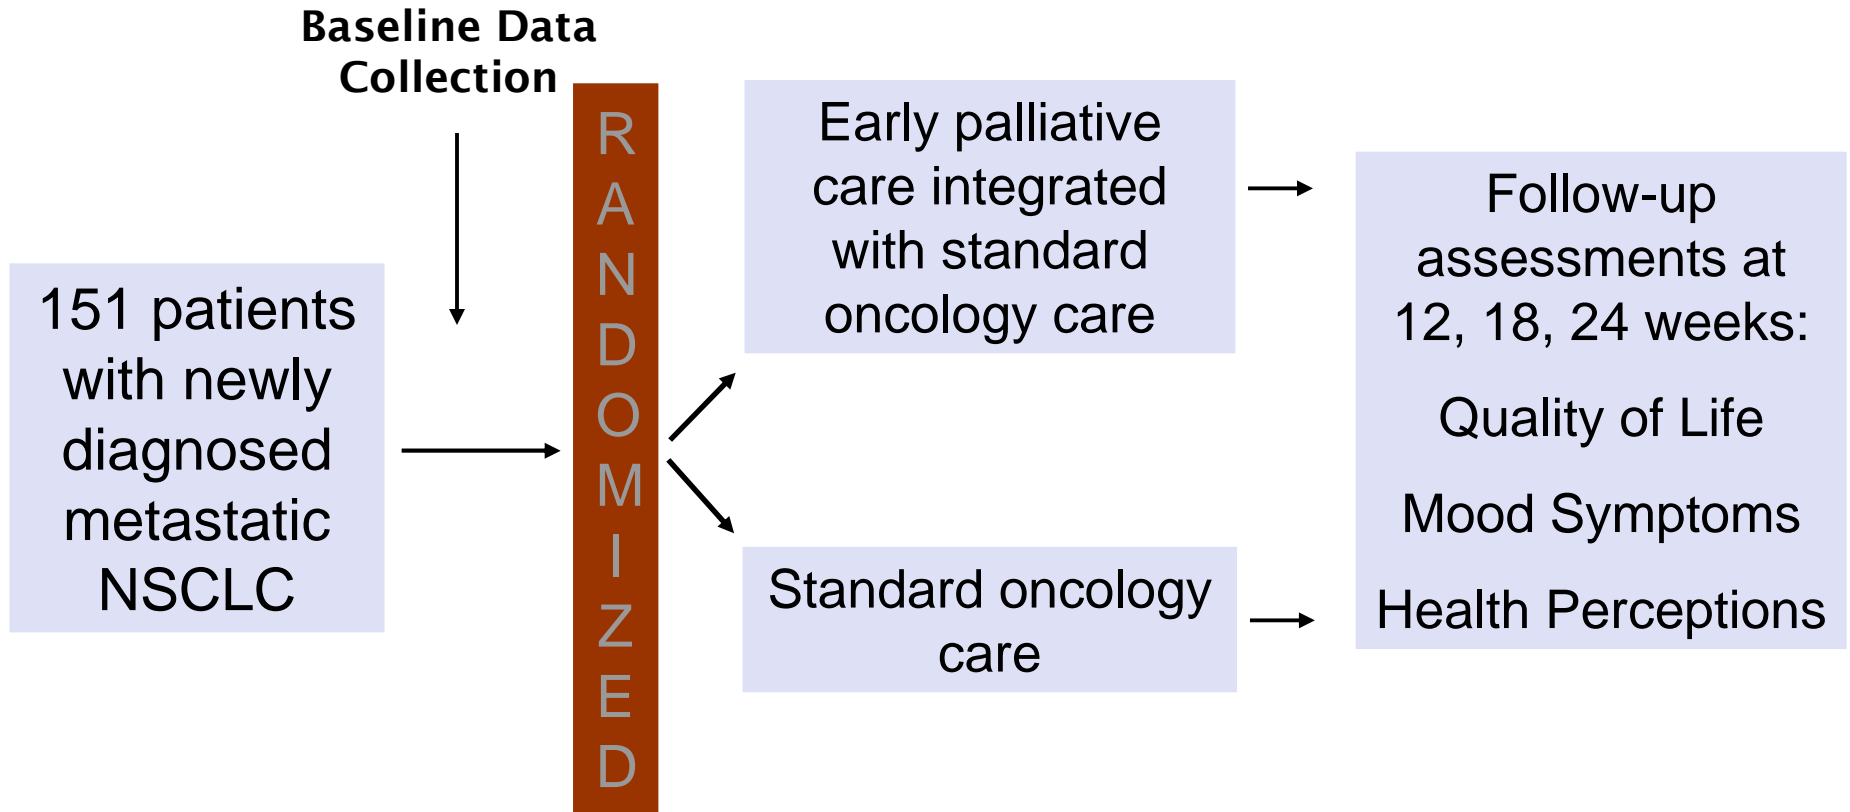 Baseline Data
Collection
151 patients
with newly
diagnosed
metastatic
NSCLC
R
A
N
D
O
M
I
Z
E
D
Early palliative
care integrated
with standard
oncology care
Standard oncology
care
Follow-up
assessments at
12, 18, 24 weeks:
Quality of Life
Mood Symptoms
Health Perceptions